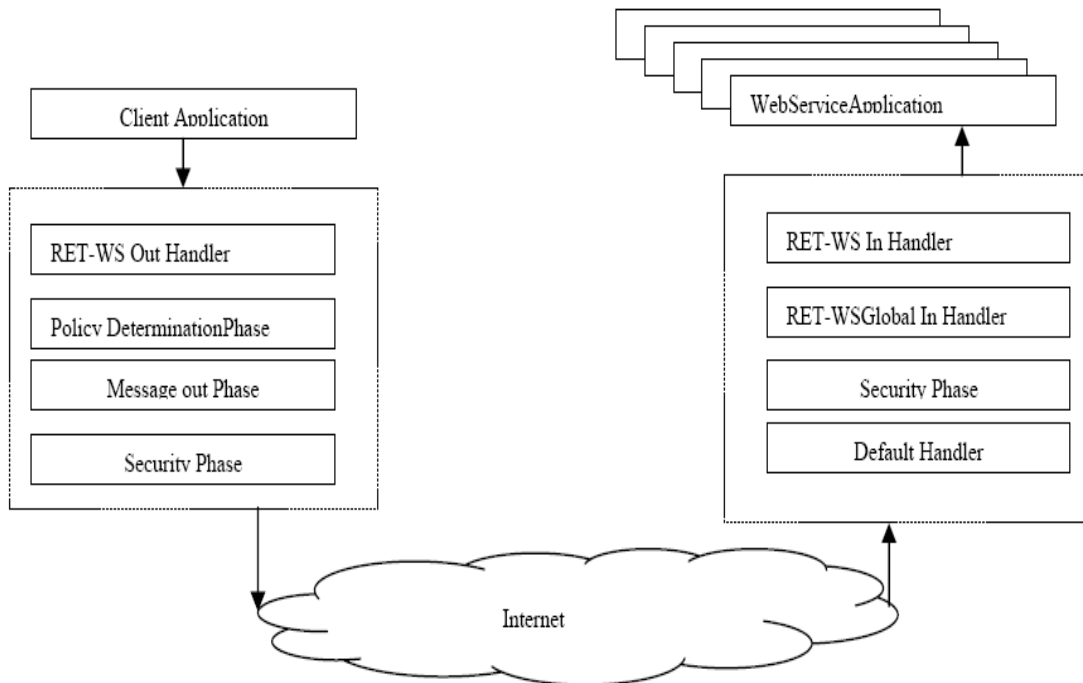 Client Application
RET-WS Out Handler
Policy DeterminationPhase
Message out Phase
Security Phase
Internet
WebServiceApplication
RET-WS In Handler
RET-WSGlobal In Handler
Security Phase
Default Handler